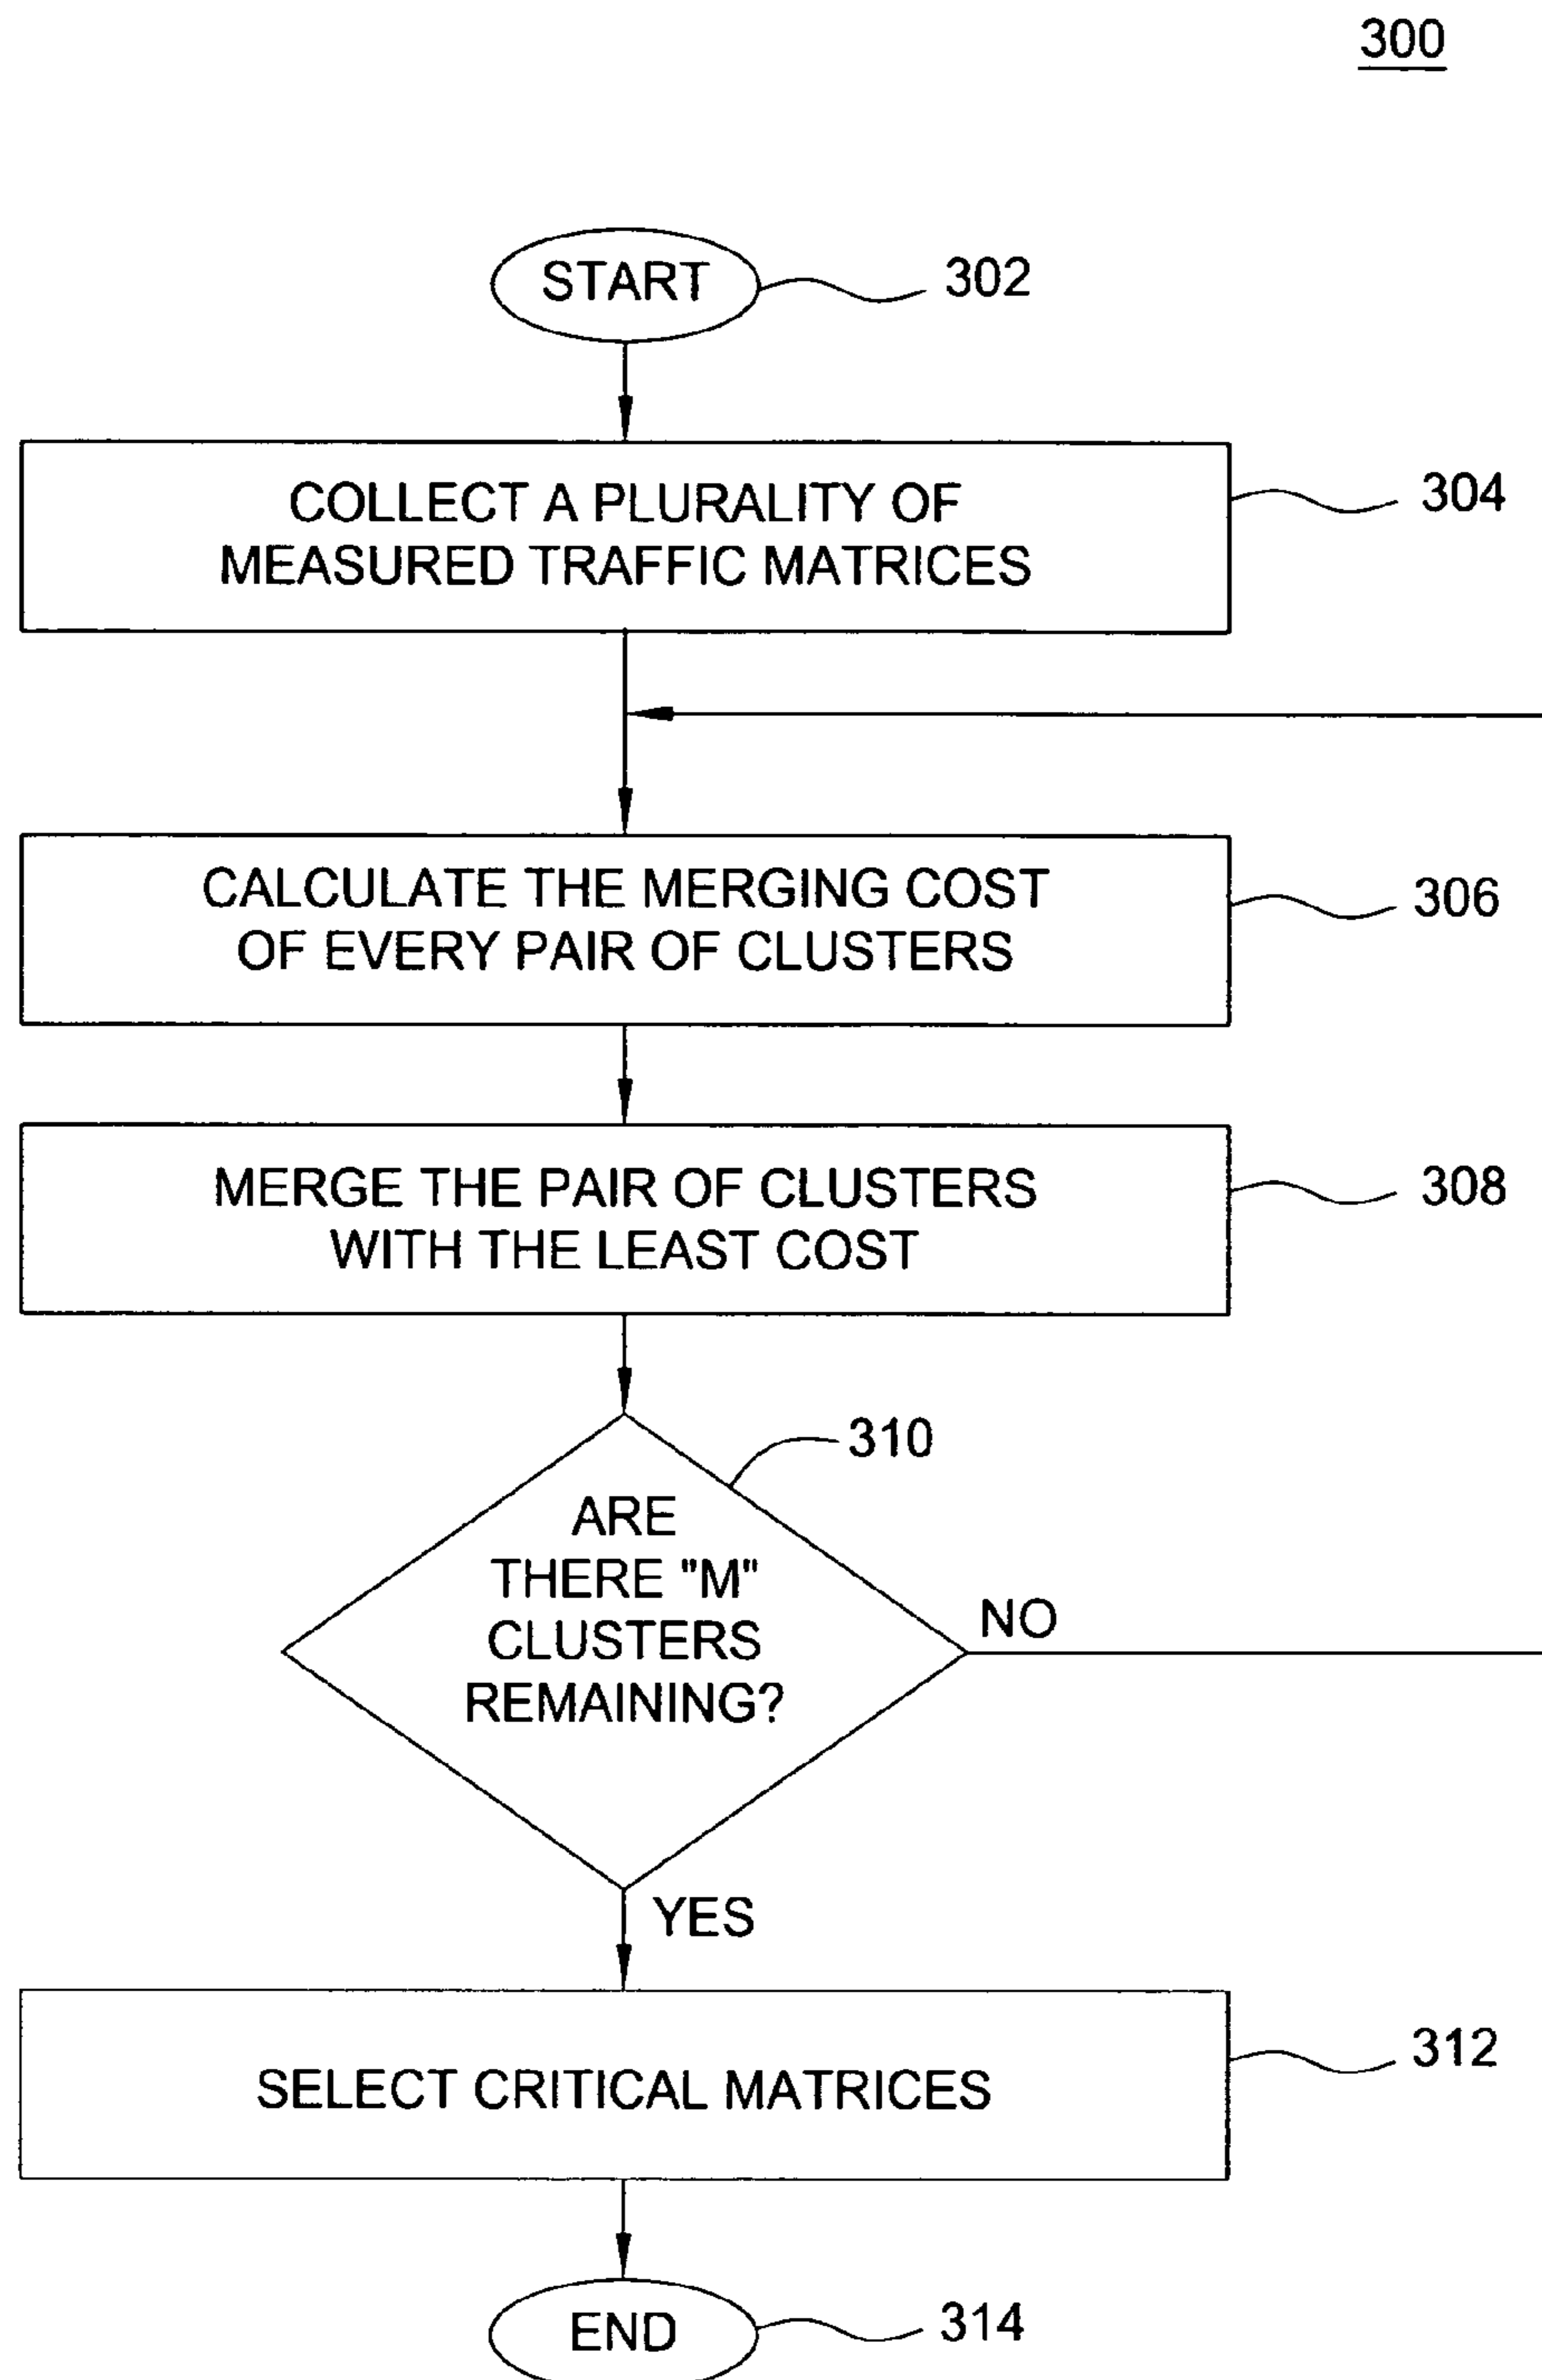 300
START
302
COLLECT A PLURALITY OF
MEASURED TRAFFIC MATRICES
304
CALCULATE THE MERGING COST
OF EVERY PAIR OF CLUSTERS
306
MERGE THE PAIR OF CLUSTERS
WITH THE LEAST COST
308
310
ARE
THERE "M"
CLUSTERS
REMAINING?
NO
YES
SELECT CRITICAL MATRICES
312
END
314